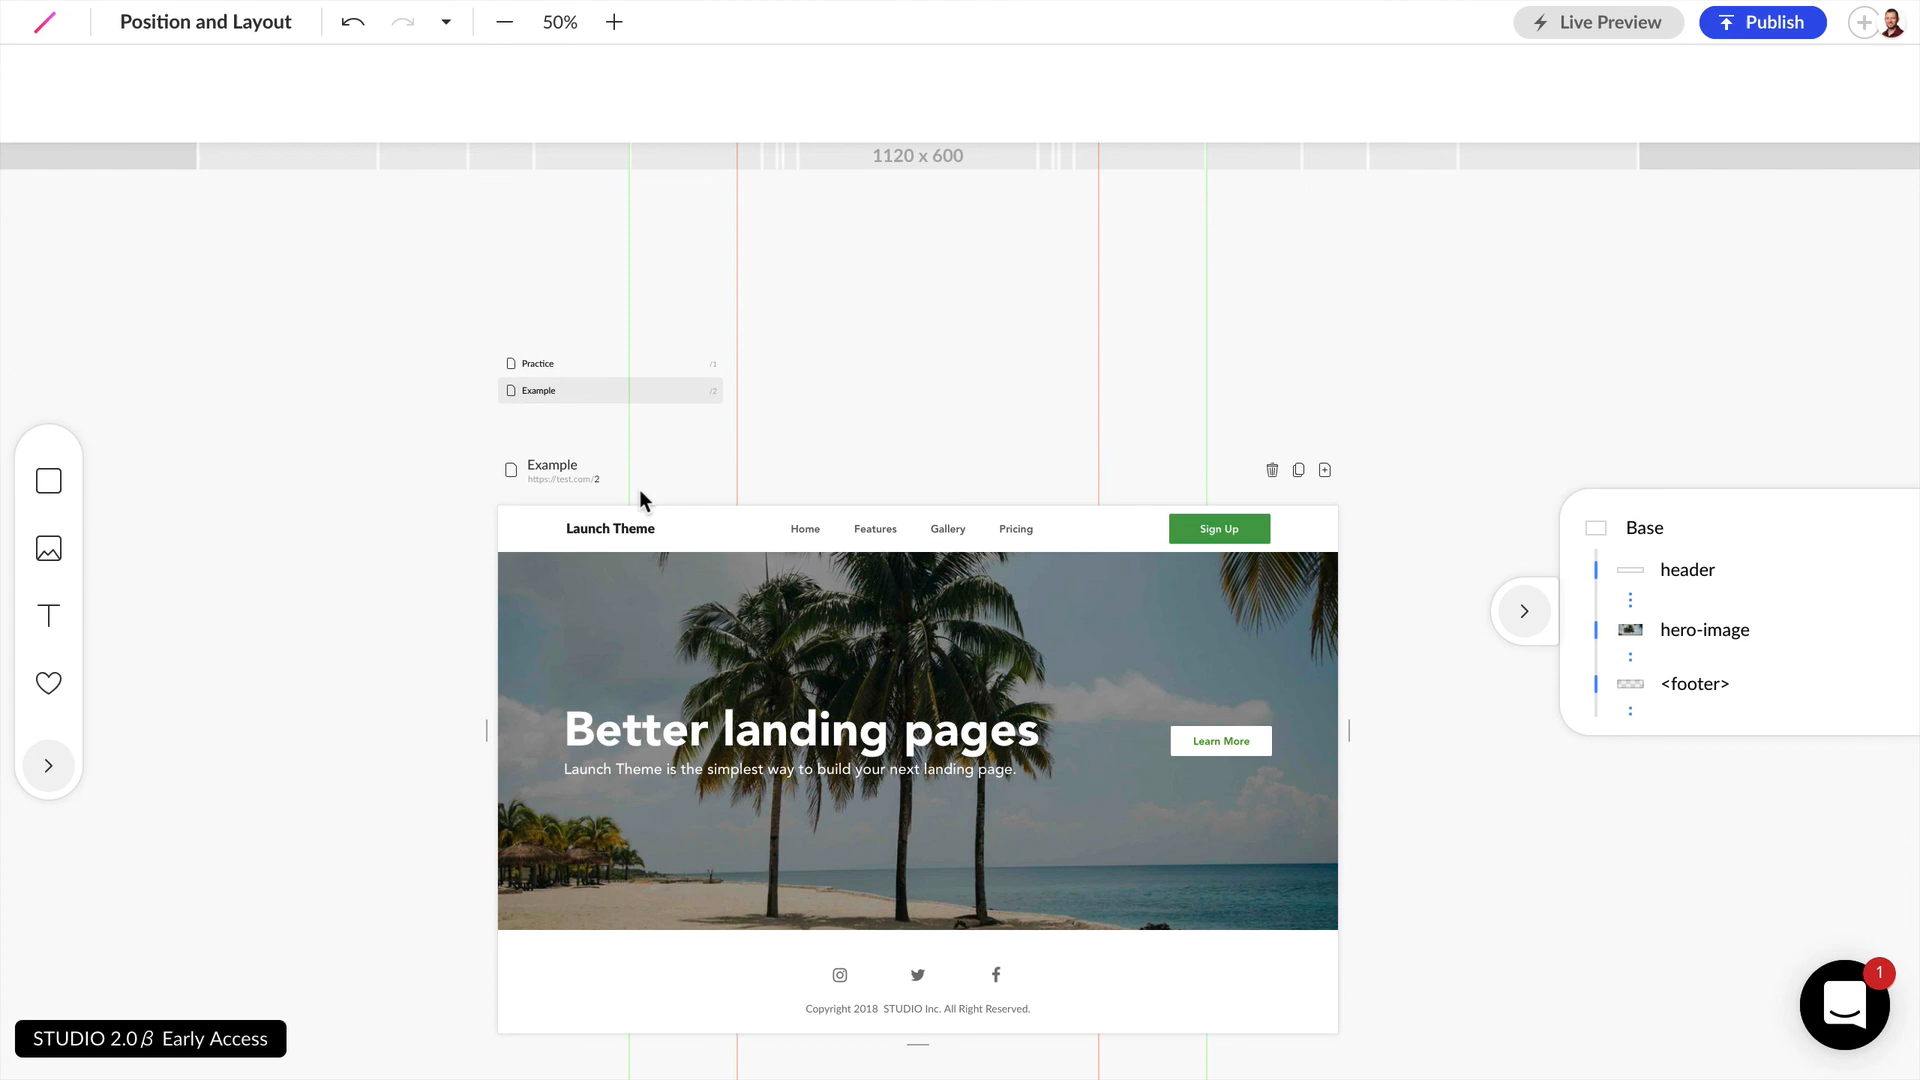 Position and Layout
50%
Live Preview
Publish
1120 x 600
Practice /1
Example /2
Example
https://test.com/2
Launch Theme
Home Features Gallery Pricing
Sign Up
Better landing pages
Launch Theme is the simplest way to build your next landing page.
Learn More
Copyright 2018 STUDIO Inc. All Right Reserved.
Base
header
hero-image
<footer>
1
STUDIO 2.0 β Early Access